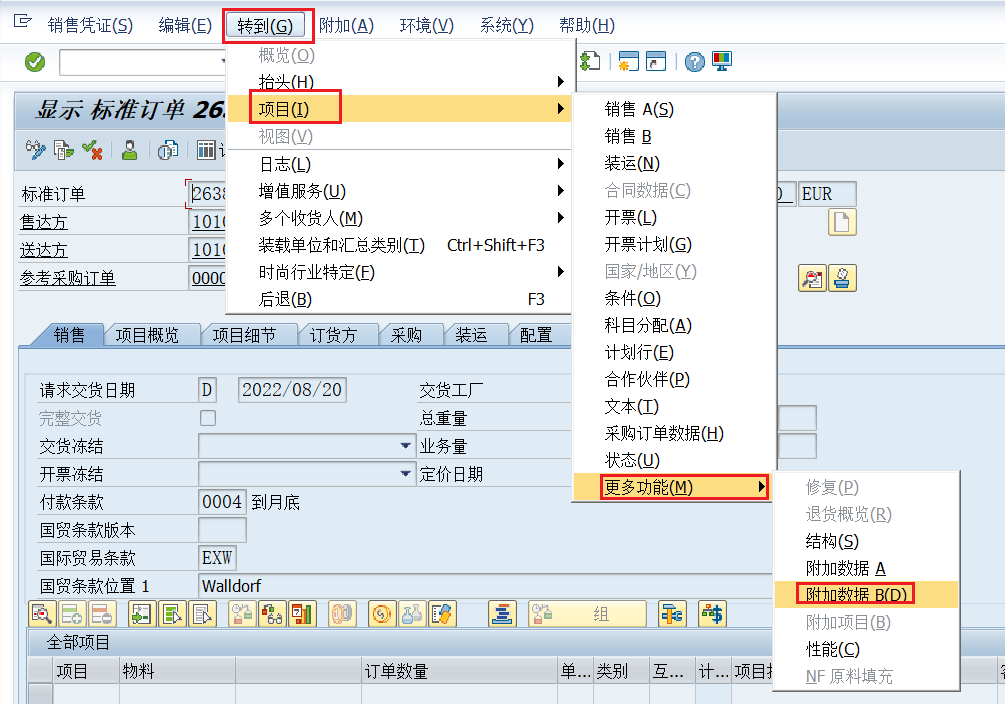 销售凭证(S) 编辑(E) 转到(G) 附加(A) 环境(V) 系统(Y) 帮助(H)
概览(O)
抬头(H)
项目(I)
视图(V)
日志(L)
增值服务(U)
多个收货人(M)
装载单位和汇总类别(T) Ctrl+Shift+F3
时尚行业特定(F)
后退(B) F3
销售 A(S)
销售 B
装运(N)
合同数据(C)
开票(L)
开票计划(G)
国家/地区(Y)
条件(O)
科目分配(A)
计划行(E)
合作伙伴(P)
文本(T)
采购订单数据(H)
状态(U)
更多功能(M)
修复(P)
退货概览(R)
结构(S)
附加数据 A
附加数据 B(D)
附加项目(B)
性能(C)
NF 原料填充
显示 标准订单 263
标准订单 2638 EUR
售达方 1010
送达方 1010
参考采购订单 0000
销售 项目概览 项目细节 订货方 采购 装运 配置
请求交货日期 D 2022/08/20 交货工厂
完整交货 总重量
交货冻结 业务量
开票冻结 定价日期
付款条款 0004 到月底
国贸条款版本
国际贸易条款 EXW
国贸条款位置 1 Walldorf
组
全部项目
项目 物料 订单数量 单... 类别 互... 计... 项目